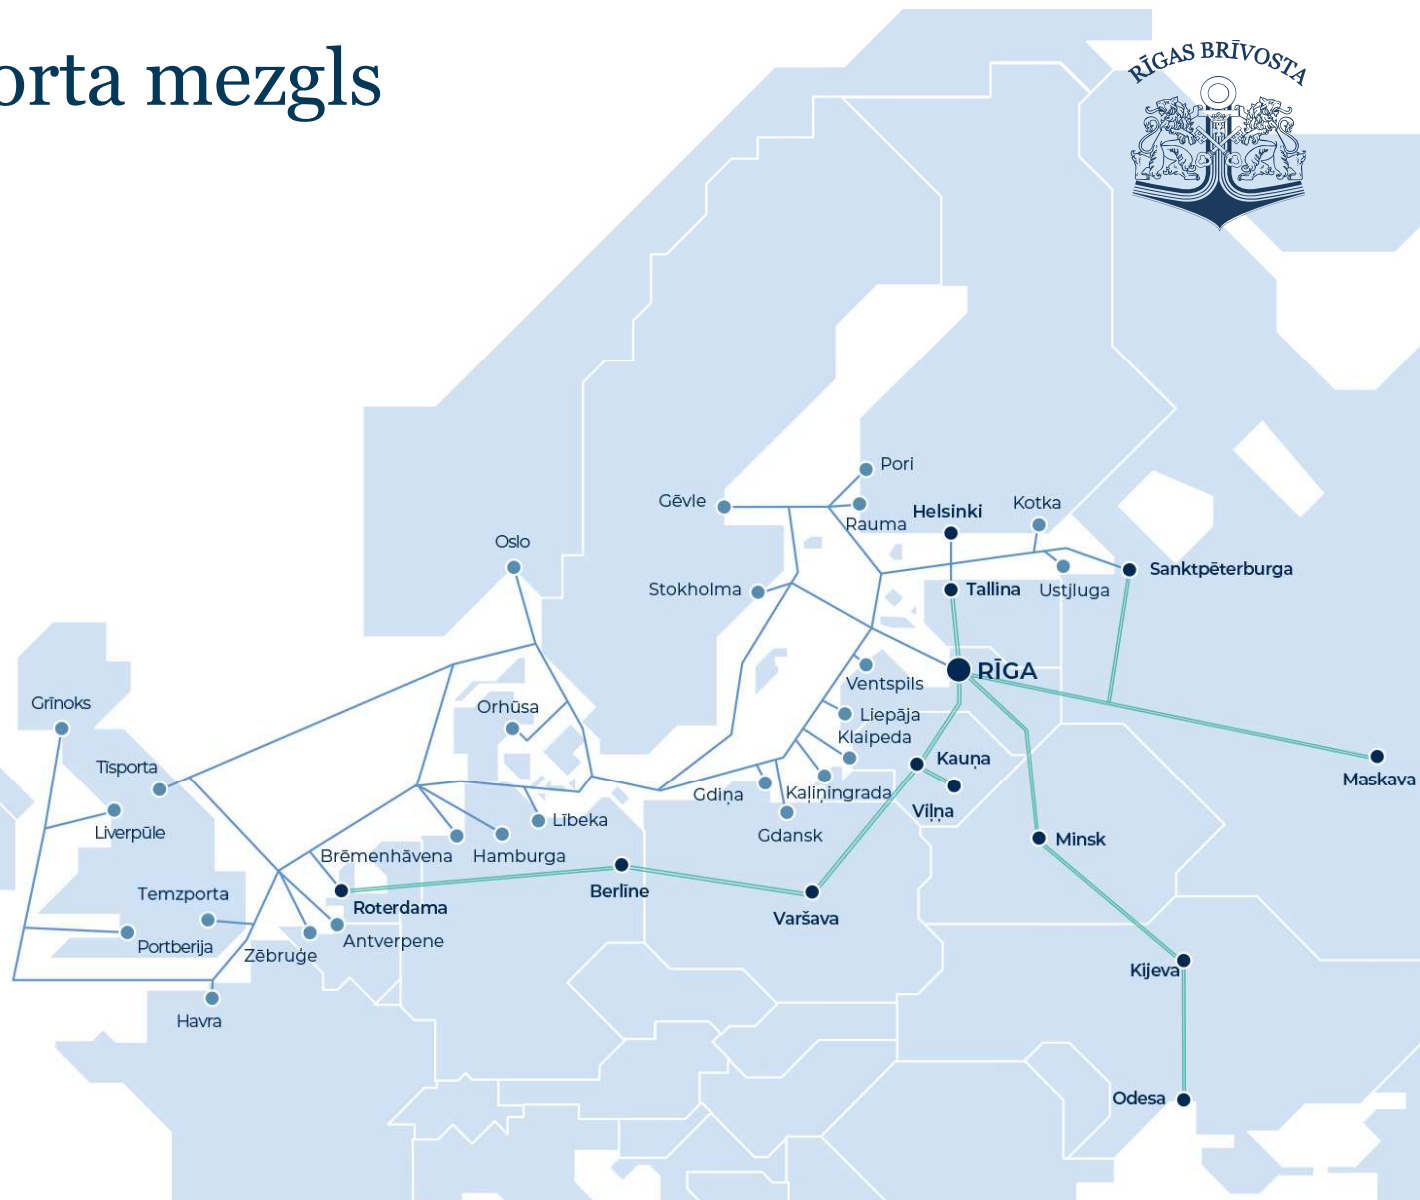 orta mezgls
RĪGAS BRĪVOSTA
Pori
Gēvle
Kotka
Helsinki
Rauma
Oslo
Sanktpēterburga
Stokholma
Tallina
Ustjluga
RĪGA
Ventspils
Grīnoks
Orhūsa
Liepāja
Klaipeda
Kauņa
Tīsporta
Maskava
Kaļiņingrada
Gdiņa
Viļņa
Lībeka
Liverpūle
Gdansk
Minsk
Brēmenhāvena
Hamburga
Berlīne
Temzporta
Roterdama
Varšava
Antverpene
Portberija
Zēbruģe
Kijeva
Havra
Odesa